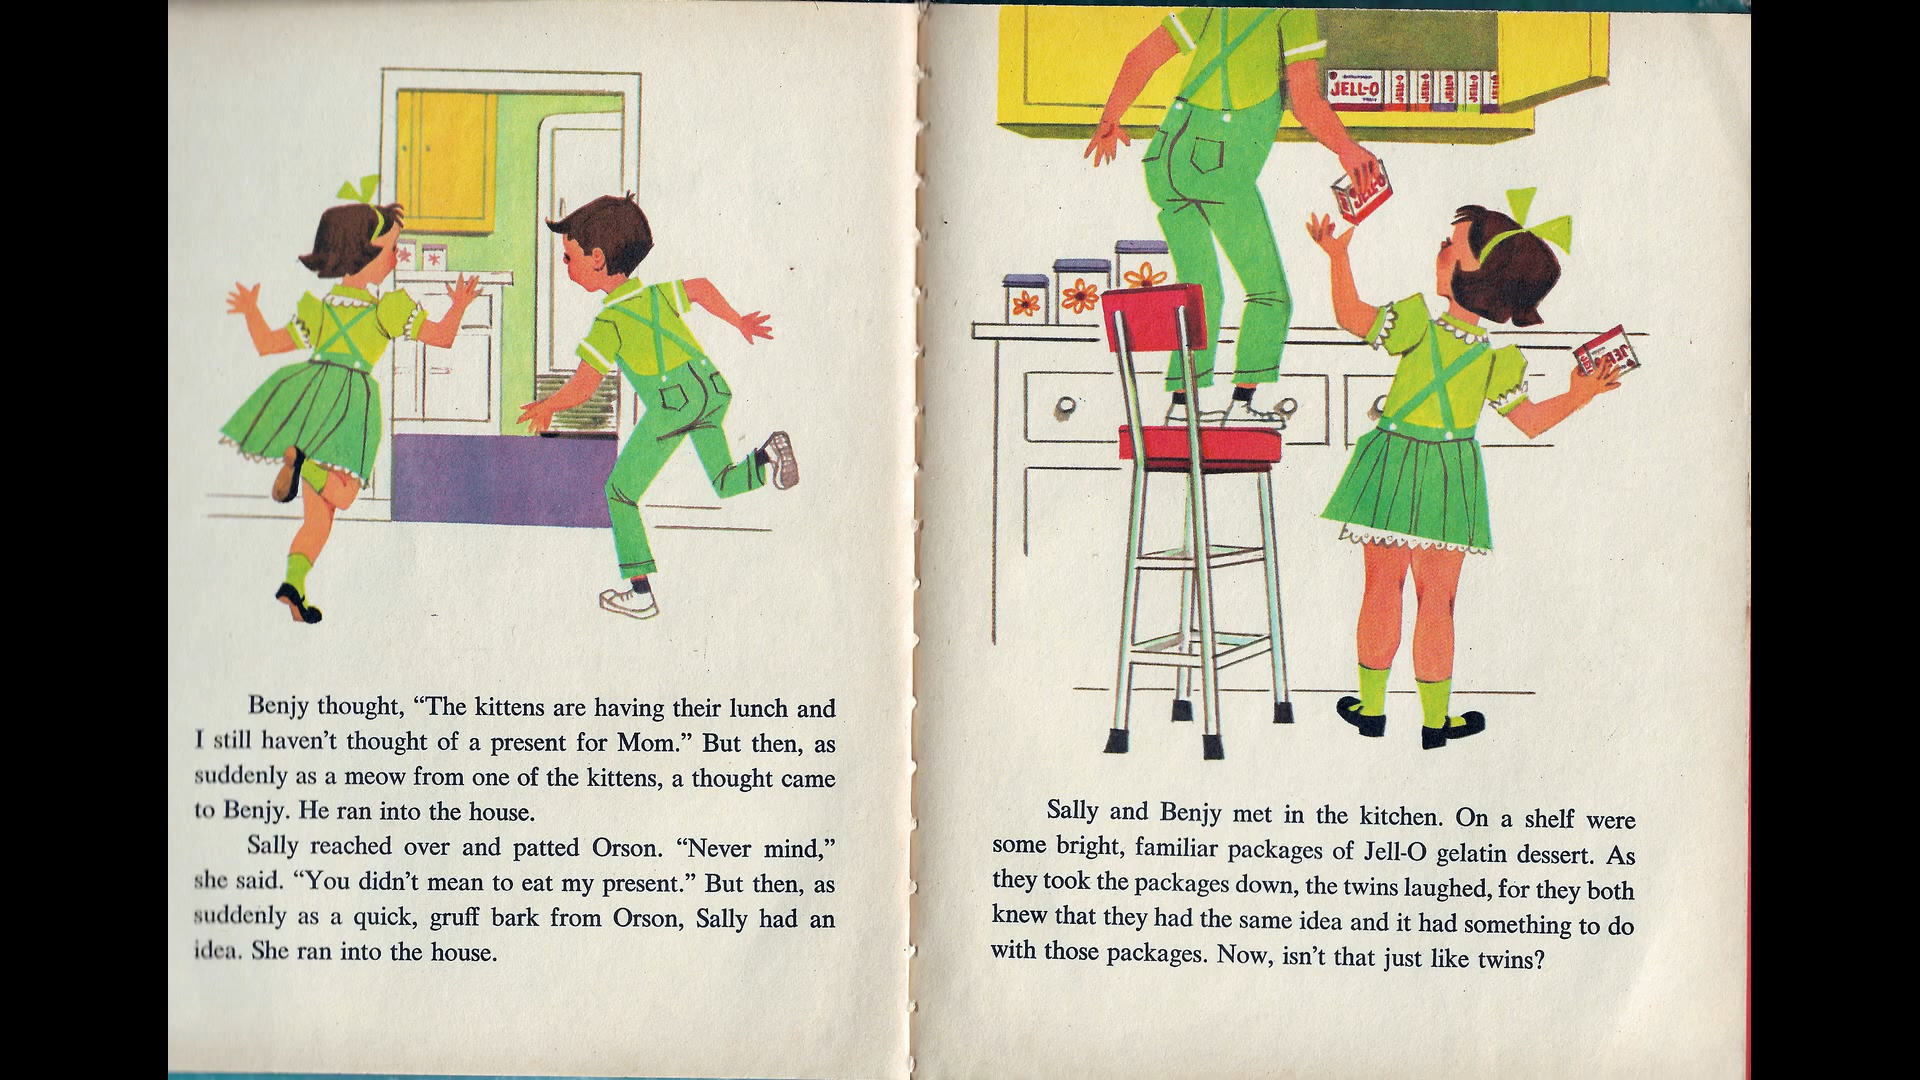 Benjy thought, “The kittens are having their lunch and
I still haven’t thought of a present for Mom.” But then, as
suddenly as a meow from one of the kittens, a thought came
to Benjy. He ran into the house.
Sally reached over and patted Orson. “Never mind,”
she said. “You didn’t mean to eat my present.” But then, as
suddenly as a quick, gruff bark from Orson, Sally had an
idea. She ran into the house.
JELL-O
JELL-O
JELL-O
JELL-O
JELL-O
JELL-O
JELL-O
Sally and Benjy met in the kitchen. On a shelf were
some bright, familiar packages of Jell-O gelatin dessert. As
they took the packages down, the twins laughed, for they both
knew that they had the same idea and it had something to do
with those packages. Now, isn’t that just like twins?